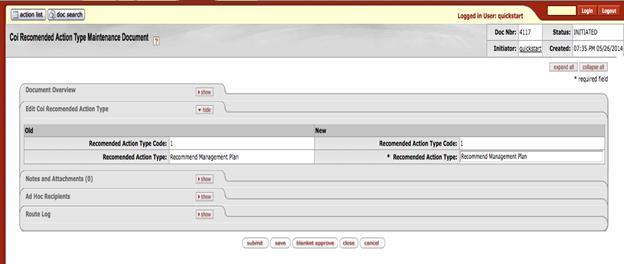 action list doc search
Logged in User: quickstart
Login Logout
Coi Recomended Action Type Maintenance Document ?
Doc Nbr: 4117 Status: INITIATED
Initiator: quickstart Created: 07:35 PM 05/26/2014
expand all collapse all
* required field
Document Overview show
Edit Coi Recomended Action Type hide
Old New
Recomended Action Type Code: 1 Recomended Action Type Code: 1
Recomended Action Type: Recommend Management Plan * Recomended Action Type: Recommend Management Plan
Notes and Attachments (0) show
Ad Hoc Recipients show
Route Log show
submit save blanket approve close cancel